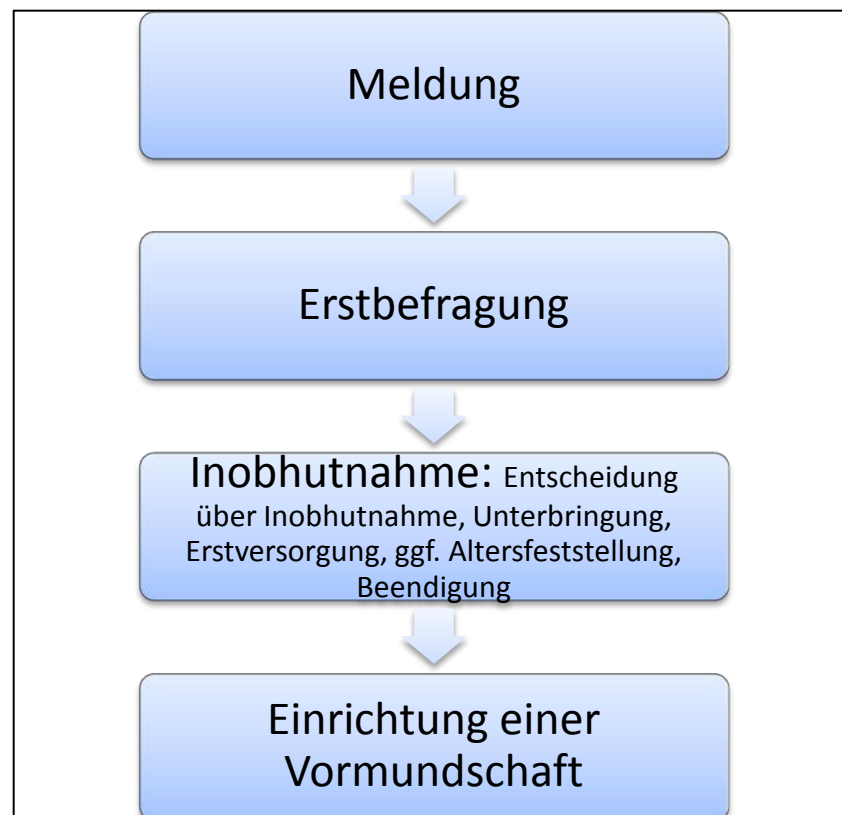 Meldung
Erstbefragung
Inobhutnahme: Entscheidung
über Inobhutnahme, Unterbringung,
Erstversorgung, ggf. Altersfeststellung,
Beendigung
Einrichtung einer
Vormundschaft